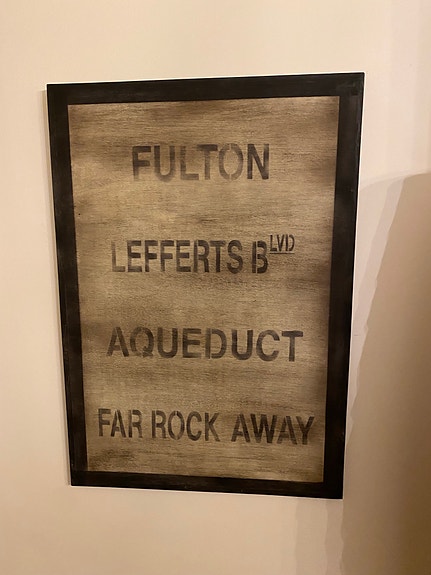 FULTON
LEFFERTS BLVD
AQUEDUCT
FAR ROCK AWAY